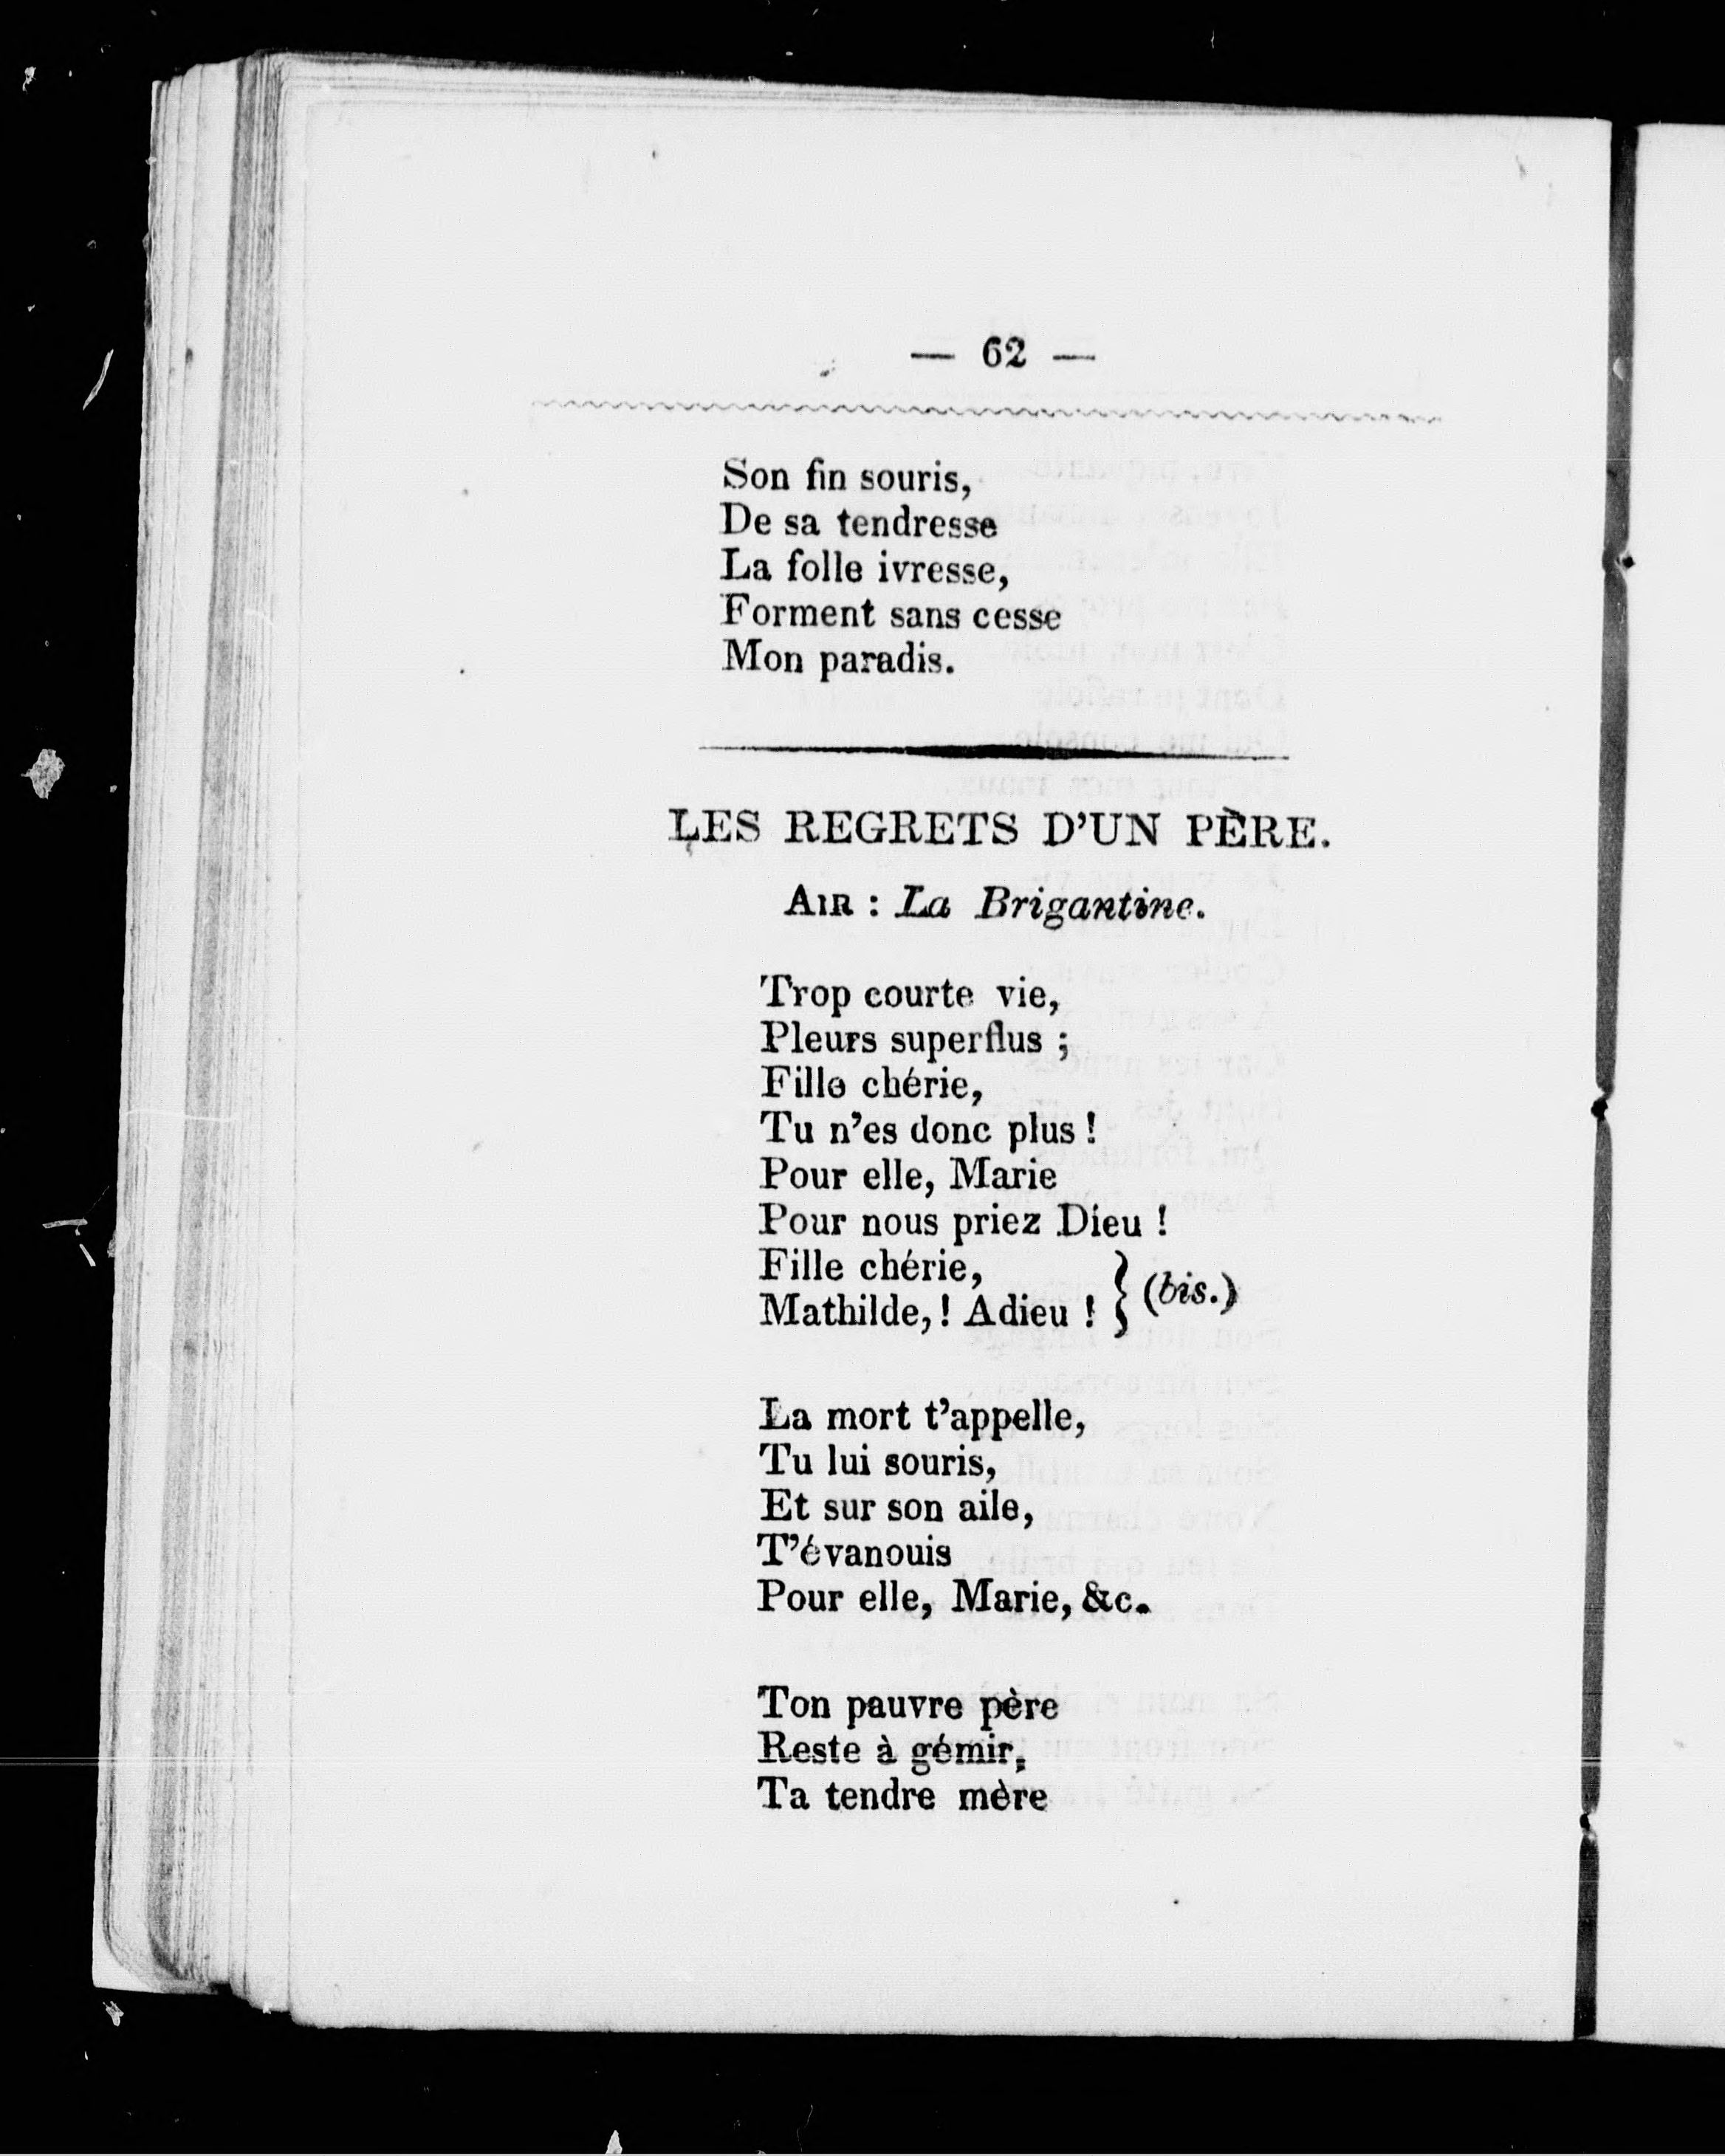 — 62 —
Son fin souris,
De sa tendresse
La folle ivresse,
Forment sans cesse
Mon paradis.
LES REGRETS D'UN PÈRE.
AIR : La Brigantine.
Trop courte vie,
Pleurs superflus ;
Fille chérie,
Tu n'es donc plus !
Pour elle, Marie
Pour nous priez Dieu !
Fille chérie,
Mathilde, ! Adieu ! } (bis.)
La mort t'appelle,
Tu lui souris,
Et sur son aile,
T'évanouis
Pour elle, Marie, &c.
Ton pauvre père
Reste à gémir,
Ta tendre mère